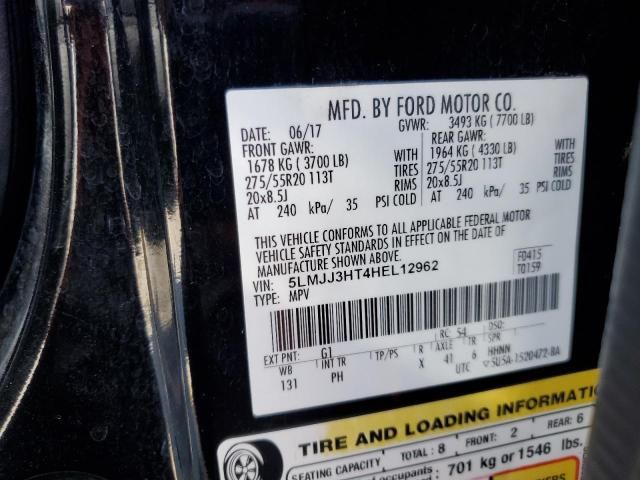 MFD. BY FORD MOTOR CO.
DATE: 06/17 GVWR: 3493 KG ( 7700 LB)
FRONT GAWR: REAR GAWR:
1678 KG ( 3700 LB) WITH 1964 KG ( 4330 LB) WITH
275/55R20 113T TIRES 275/55R20 113T TIRES
20x8.5J RIMS 20x8.5J RIMS
AT 240 kPa/ 35 PSI COLD AT 240 kPa/ 35 PSI COLD
THIS VEHICLE CONFORMS TO ALL APPLICABLE FEDERAL MOTOR
VEHICLE SAFETY STANDARDS IN EFFECT ON THE DATE OF
MANUFACTURE SHOWN ABOVE.
VIN: 5LMJJ3HT4HEL12962 F0415
TYPE: MPV T0159
RC: 54 DSO:
EXT PNT: G1 R AXLE TR SPR
WB INT TR TP/PS X 41 6 HHNN
131 PH UTC
TIRE AND LOADING INFORMATION
SEATING CAPACITY TOTAL : 8 FRONT: 2 REAR: 6
occupants 701 kg or 1546 lbs.